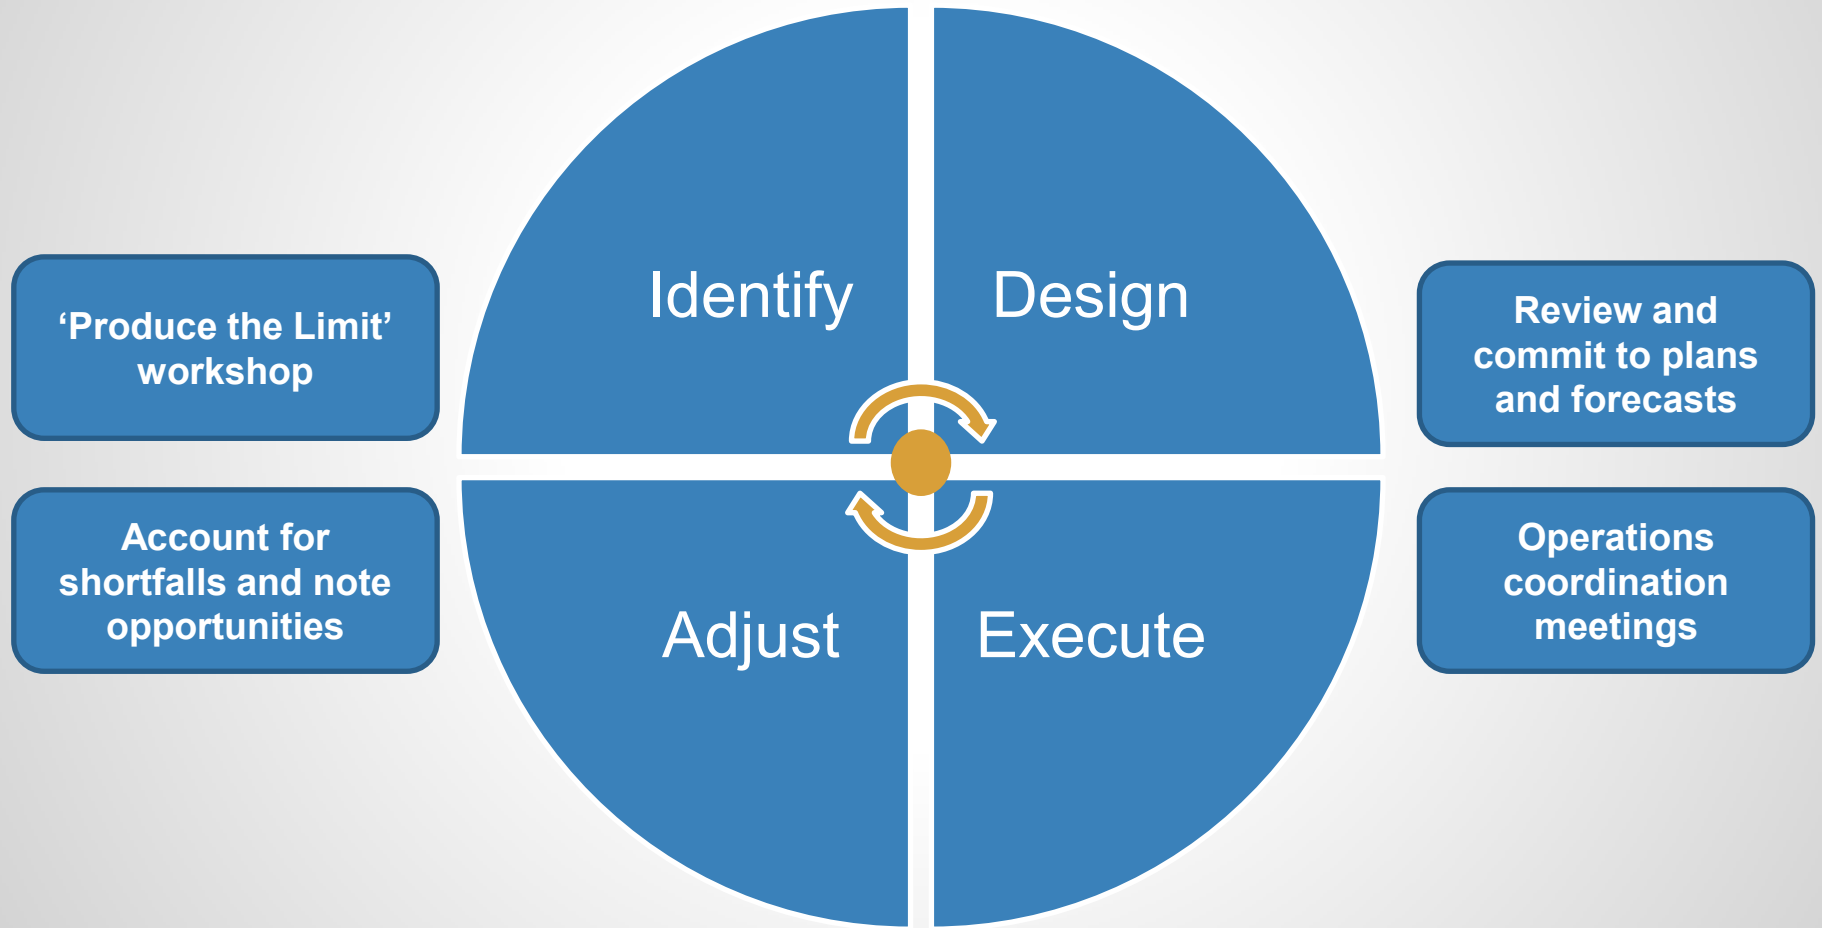 Identify
Design
‘Produce the Limit’
workshop
Review and
commit to plans
and forecasts
Account for
shortfalls and note
opportunities
Adjust
Execute
Operations
coordination
meetings